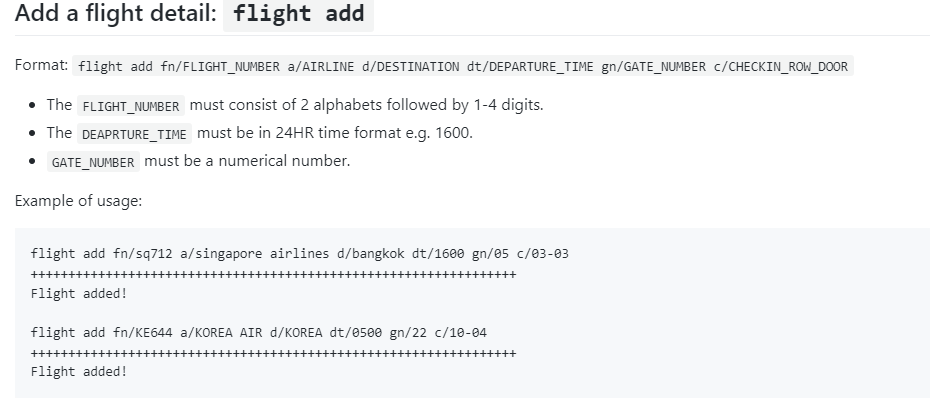 Add a flight detail: flight add
Format: flight add fn/FLIGHT_NUMBER a/AIRLINE d/DESTINATION dt/DEPARTURE_TIME gn/GATE_NUMBER c/CHECKIN_ROW_DOOR
• The FLIGHT_NUMBER must consist of 2 alphabets followed by 1-4 digits.
• The DEAPRTURE_TIME must be in 24HR time format e.g. 1600.
• GATE_NUMBER must be a numerical number.
Example of usage:
flight add fn/sq712 a/singapore airlines d/bangkok dt/1600 gn/05 c/03-03
+++++++++++++++++++++++++++++++++++++++++++++++++++++++++++++++++
Flight added!
flight add fn/KE644 a/KOREA AIR d/KOREA dt/0500 gn/22 c/10-04
+++++++++++++++++++++++++++++++++++++++++++++++++++++++++++++++++
Flight added!